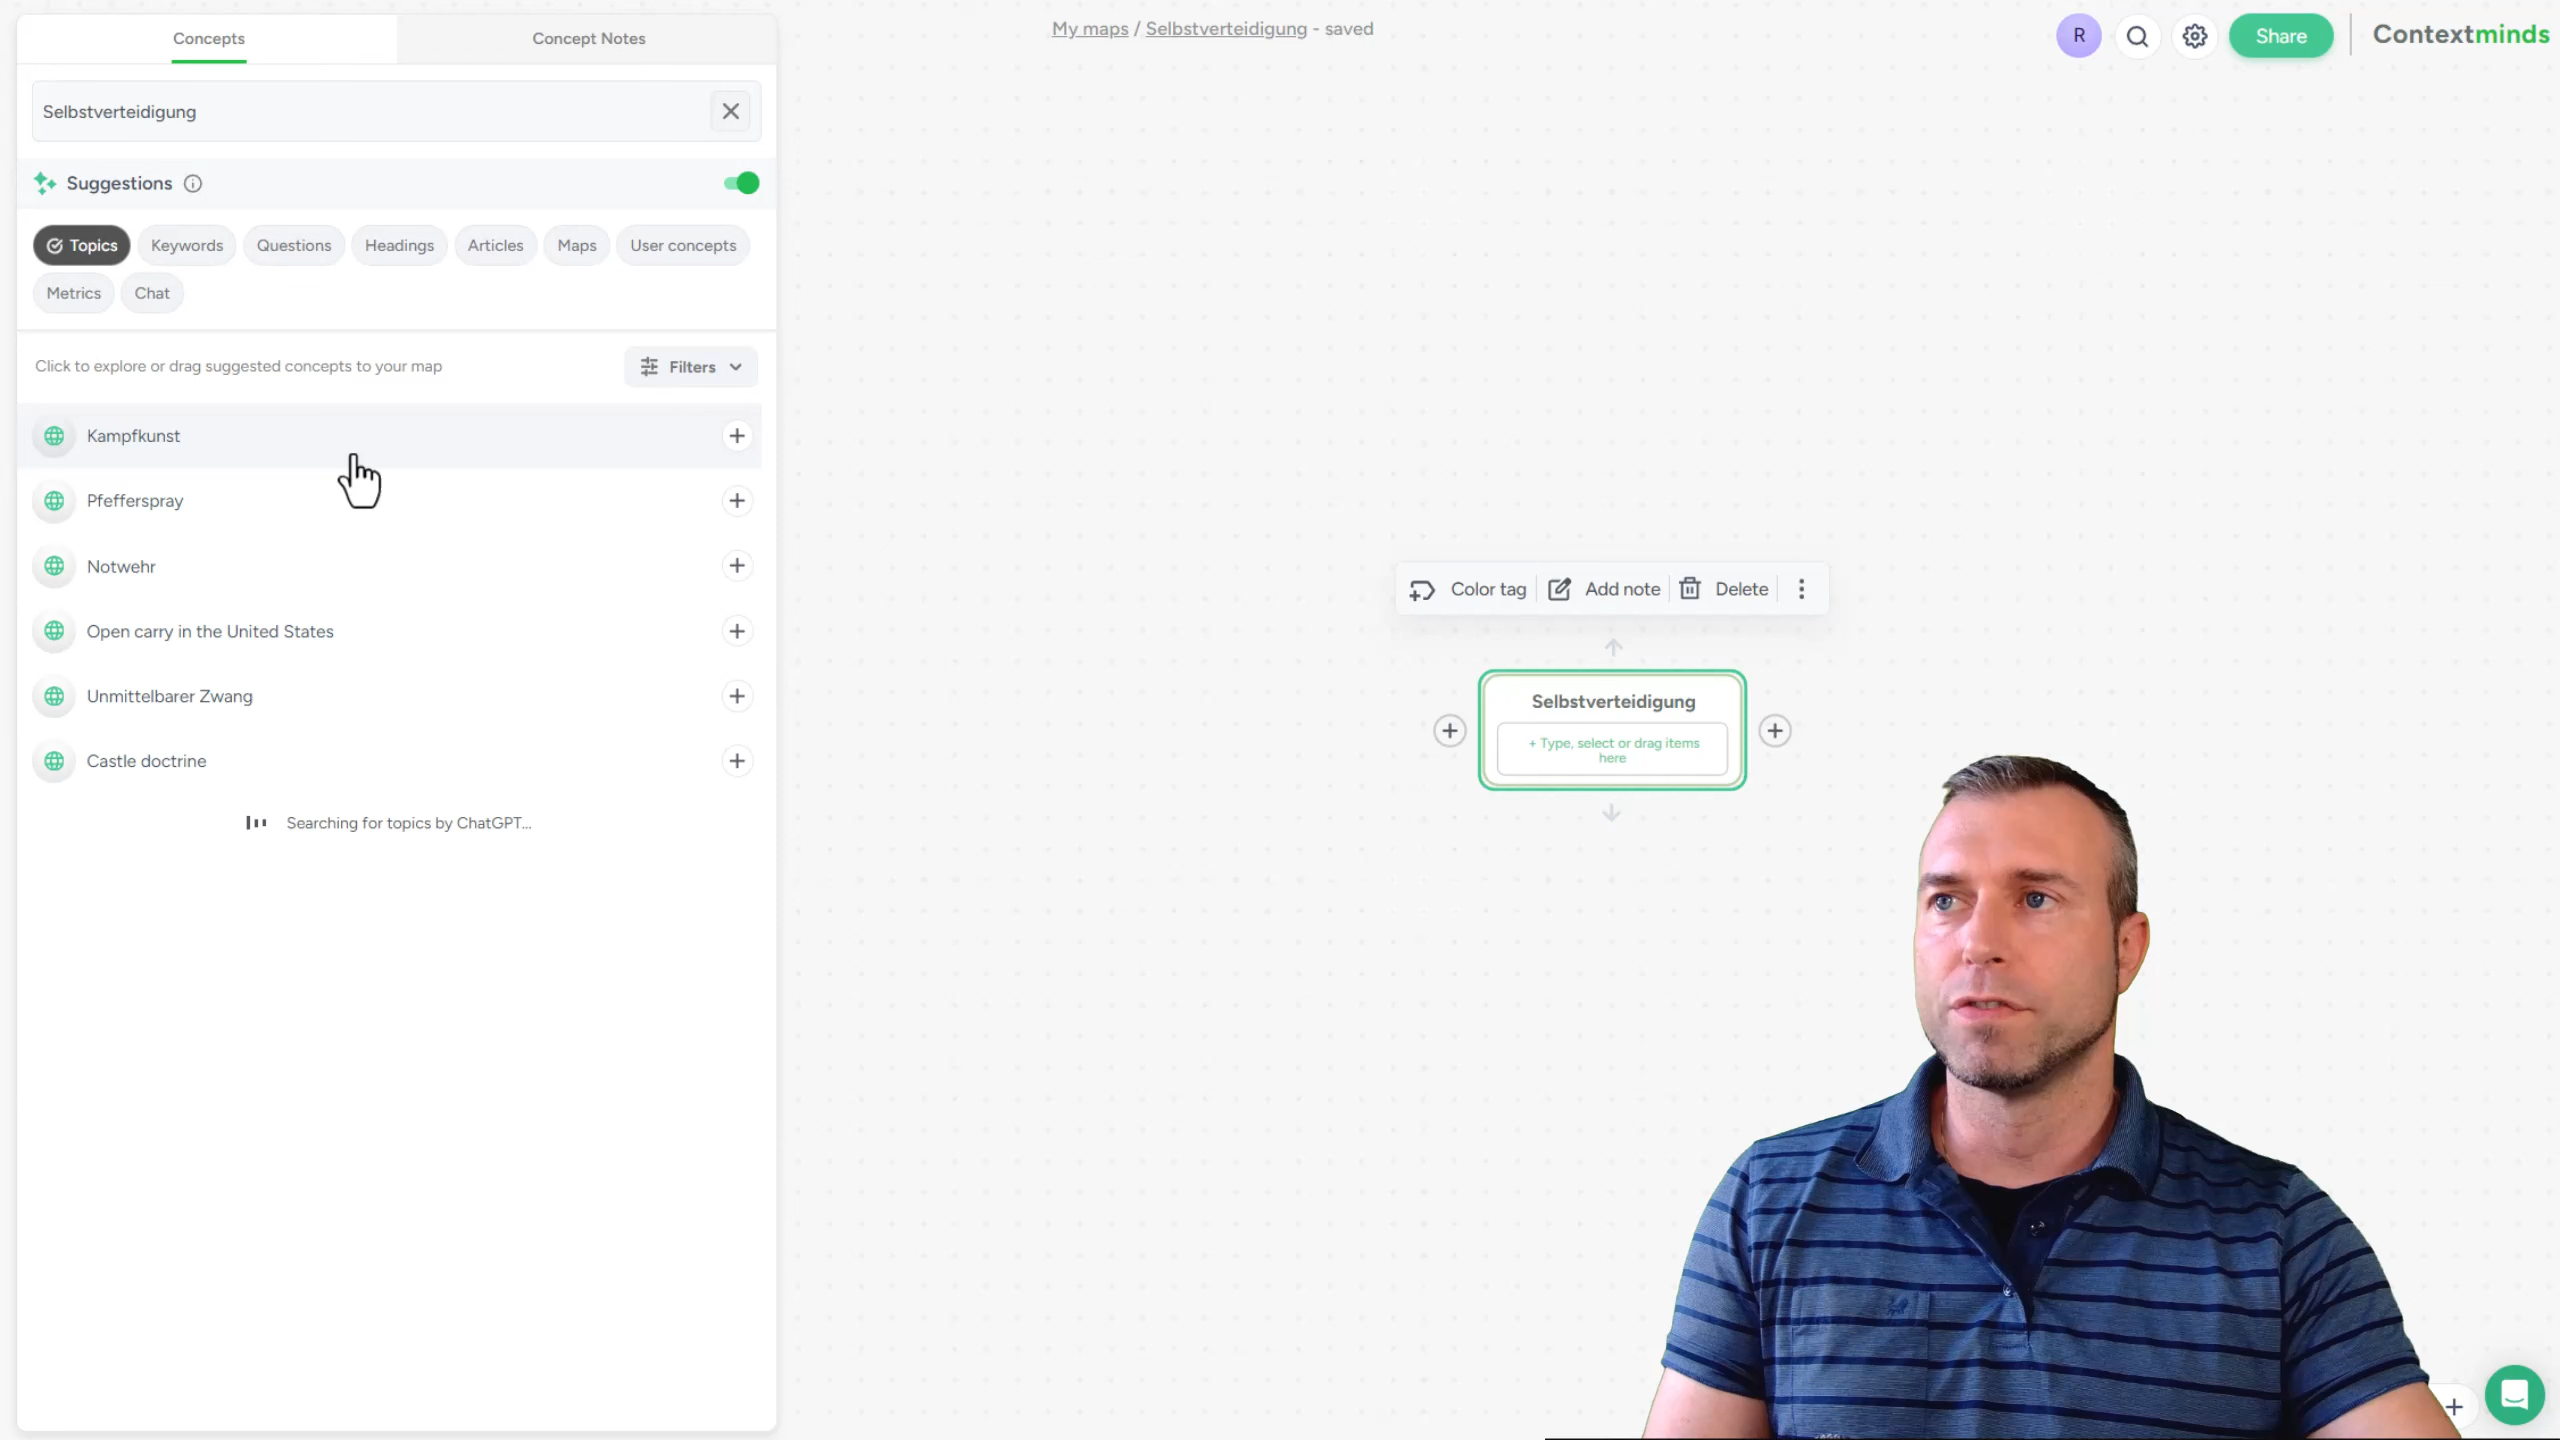 Concepts
Concept Notes
My maps / Selbstverteidigung - saved
R
Share
Contextminds
Selbstverteidigung
Suggestions
Topics
Keywords
Questions
Headings
Articles
Maps
User concepts
Metrics
Chat
Click to explore or drag suggested concepts to your map
Filters
Kampfkunst
Pfefferspray
Notwehr
Open carry in the United States
Unmittelbarer Zwang
Castle doctrine
Searching for topics by ChatGPT...
Color tag
Add note
Delete
Selbstverteidigung
+ Type, select or drag items
here